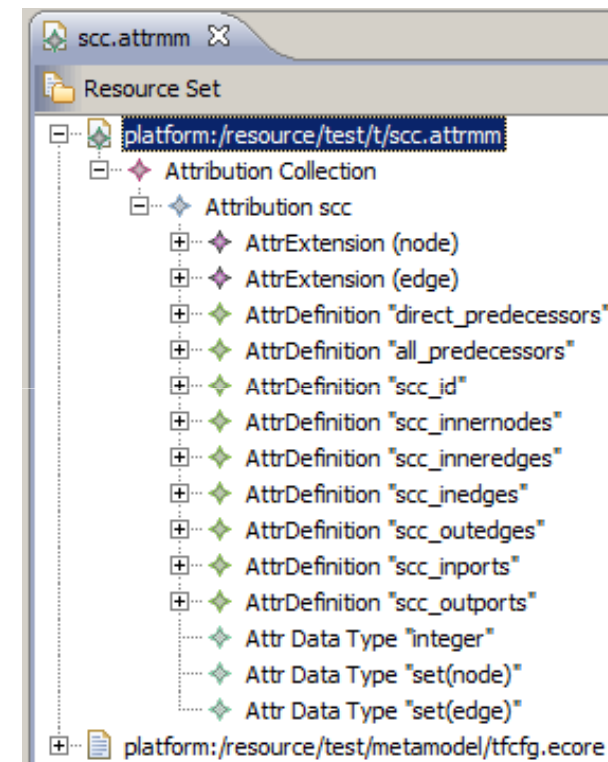 scc.attrmm
Resource Set
platform:/resource/test/t/scc.attrmm
Attribution Collection
Attribution scc
AttrExtension (node)
AttrExtension (edge)
AttrDefinition "direct_predecessors"
AttrDefinition "all_predecessors"
AttrDefinition "scc_id"
AttrDefinition "scc_innernodes"
AttrDefinition "scc_inneredges"
AttrDefinition "scc_inedges"
AttrDefinition "scc_outedges"
AttrDefinition "scc_inports"
AttrDefinition "scc_outports"
Attr Data Type "integer"
Attr Data Type "set(node)"
Attr Data Type "set(edge)"
platform:/resource/test/metamodel/tfcfg.ecore